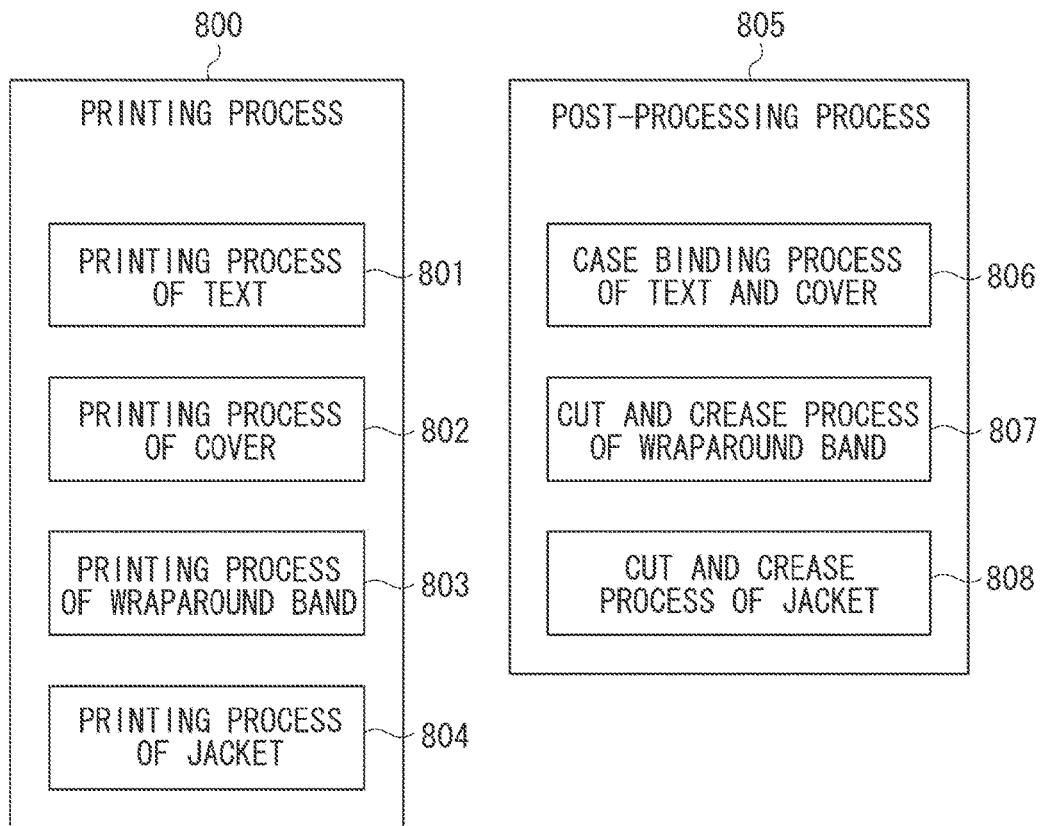 800
PRINTING PROCESS
PRINTING PROCESS
OF TEXT
801
PRINTING PROCESS
OF COVER
802
PRINTING PROCESS
OF WRAPAROUND BAND
803
PRINTING PROCESS
OF JACKET
804
805
POST-PROCESSING PROCESS
CASE BINDING PROCESS
OF TEXT AND COVER
806
CUT AND CREASE PROCESS
OF WRAPAROUND BAND
807
CUT AND CREASE
PROCESS OF JACKET
808